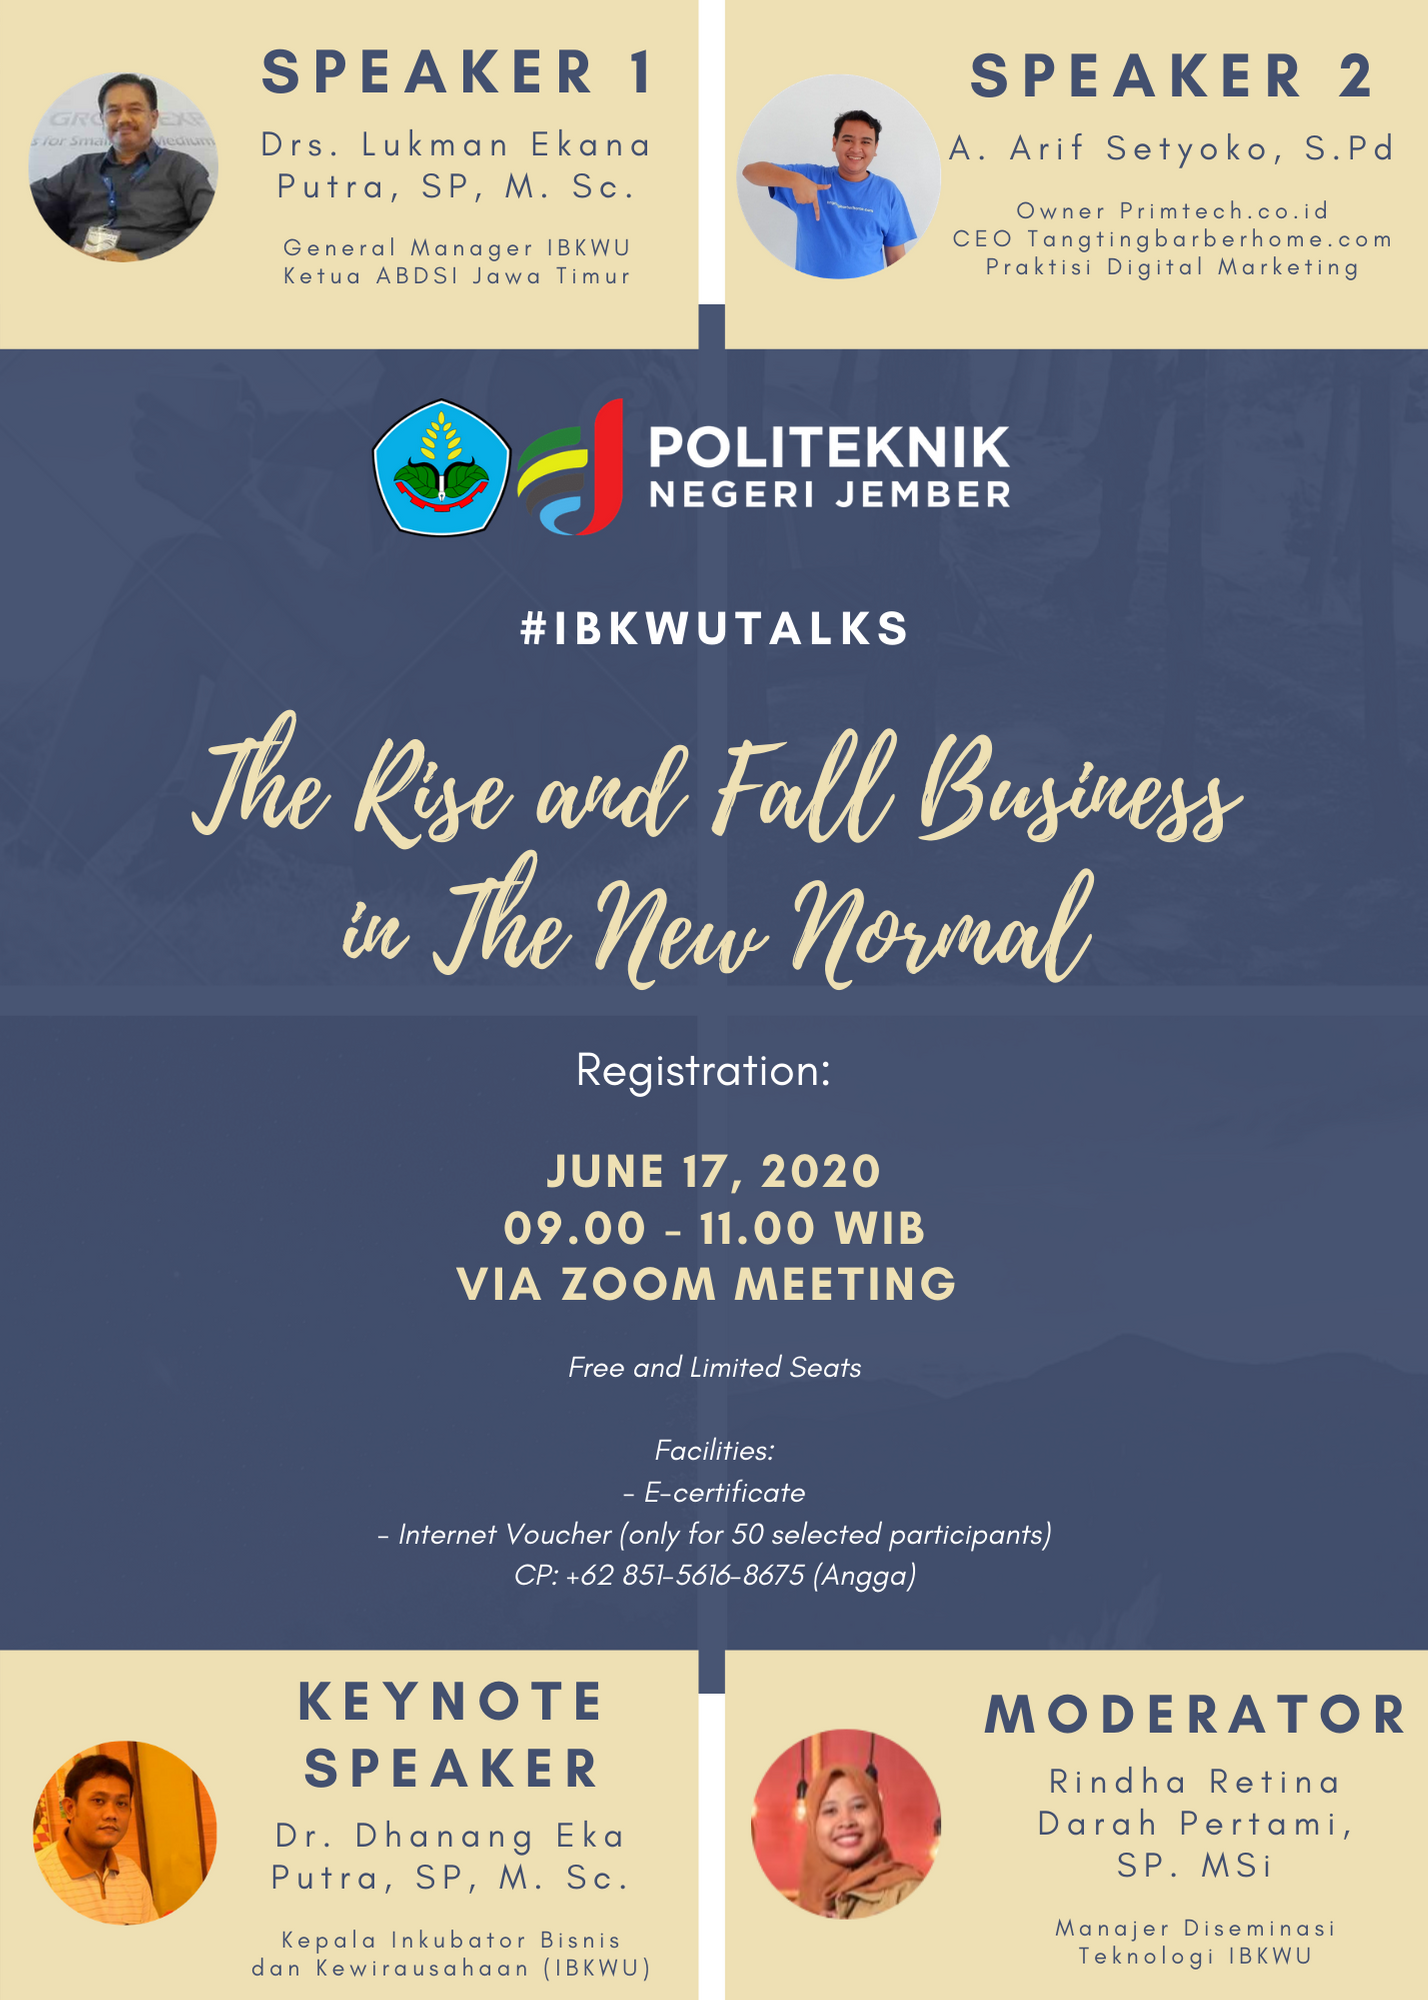 SPEAKER 1
Drs. Lukman Ekana
Putra, SP, M. Sc.
General Manager IBKWU
Ketua ABDSI Jawa Timur
SPEAKER 2
A. Arif Setyoko, S.Pd
Owner Primtech.co.id
CEO Tangtingbarberhome.com
Praktisi Digital Marketing
POLITEKNIK
NEGERI JEMBER
#IBKWUTALKS
The Rise and Fall Business
in The New Normal
Registration:
JUNE 17, 2020
09.00 - 11.00 WIB
VIA ZOOM MEETING
Free and Limited Seats
Facilities:
- E-certificate
- Internet Voucher (only for 50 selected participants)
CP: +62 851-5616-8675 (Angga)
KEYNOTE
SPEAKER
Dr. Dhanang Eka
Putra, SP, M. Sc.
Kepala Inkubator Bisnis
dan Kewirausahaan (IBKWU)
MODERATOR
Rindha Retina
Darah Pertami,
SP. MSi
Manajer Diseminasi
Teknologi IBKWU